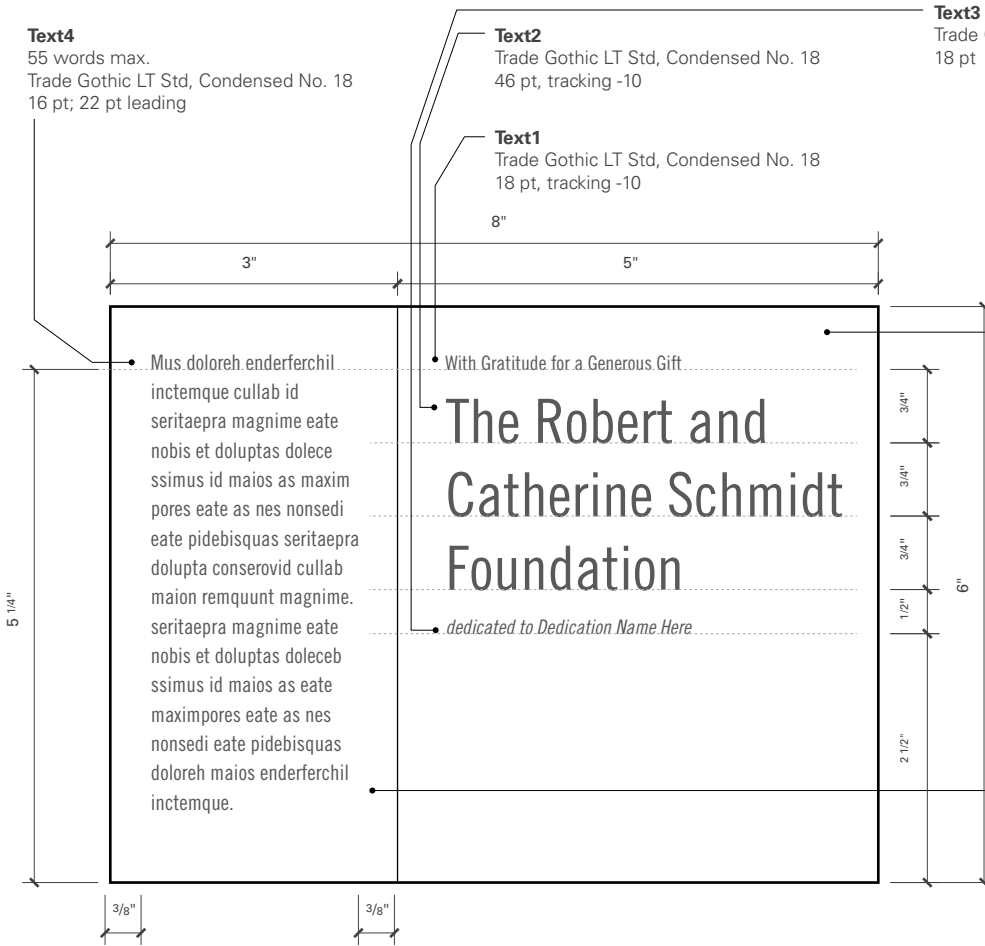 Text4
55 words max.
Trade Gothic LT Std, Condensed No. 18
16 pt; 22 pt leading
Text2
Trade Gothic LT Std, Condensed No. 18
46 pt, tracking -10
Text3
Trade
18 pt
Text1
Trade Gothic LT Std, Condensed No. 18
18 pt, tracking -10
8"
3"
5"
Mus doloreh enderferchil
inctemque cullab id
seritaepra magnime eate
nobis et doluptas dolece
ssimus id maios as maxim
pores eate as nes nonsedi
eate pidebisquas seritaepra
dolupta conserovid cullab
maion remquunt magnime.
seritaepra magnime eate
nobis et doluptas doleceb
ssimus id maios as eate
maximpores eate as nes
nonsedi eate pidebisquas
doloreh maios enderferchil
inctemque.
With Gratitude for a Generous Gift
The Robert and
Catherine Schmidt
Foundation
dedicated to Dedication Name Here
3/4"
3/4"
3/4"
1/2"
2 1/2"
6"
5 1/4"
3/8"
3/8"